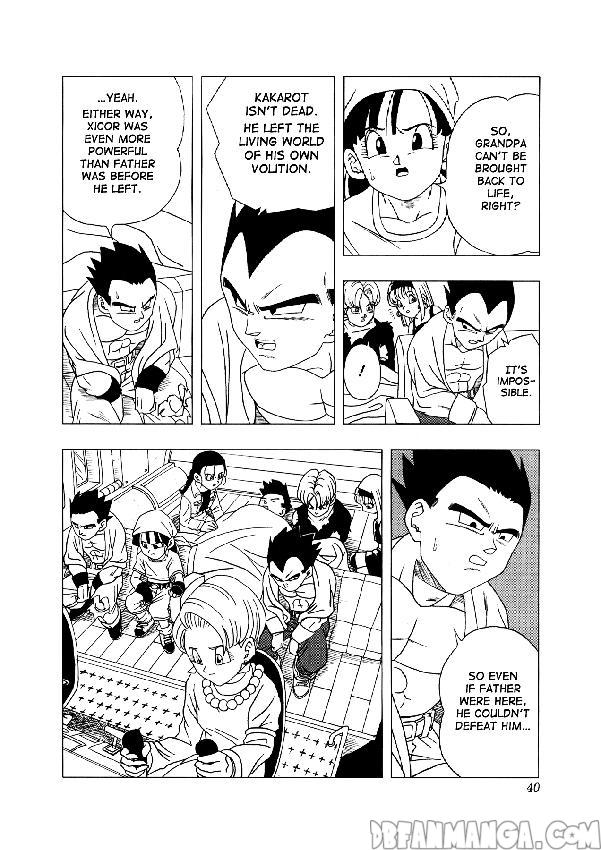 SO,
GRANDPA
CAN'T BE
BROUGHT
BACK TO
LIFE,
RIGHT?
!
IT'S
IMPOS-
SIBLE.
KAKAROT
ISN'T DEAD.
HE LEFT THE
LIVING WORLD
OF HIS OWN
VOLITION.
...YEAH.
EITHER WAY,
XICOR WAS
EVEN MORE
POWERFUL
THAN FATHER
WAS BEFORE
HE LEFT.
SO EVEN
IF FATHER
WERE HERE,
HE COULDN'T
DEFEAT HIM...
40
DBFANMANGA.COM